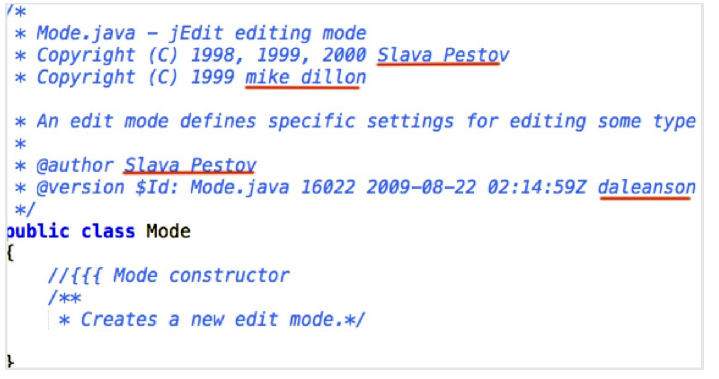 /*
 * Mode.java – jEdit editing mode
 * Copyright (C) 1998, 1999, 2000 Slava Pestov
 * Copyright (C) 1999 mike dillon
 * An edit mode defines specific settings for editing some type
 *
 * @author Slava Pestov
 * @version $Id: Mode.java 16022 2009–08–22 02:14:59Z daleanson
 */
public class Mode
{
    //{{{ Mode constructor
    /**
     * Creates a new edit mode.*/
}